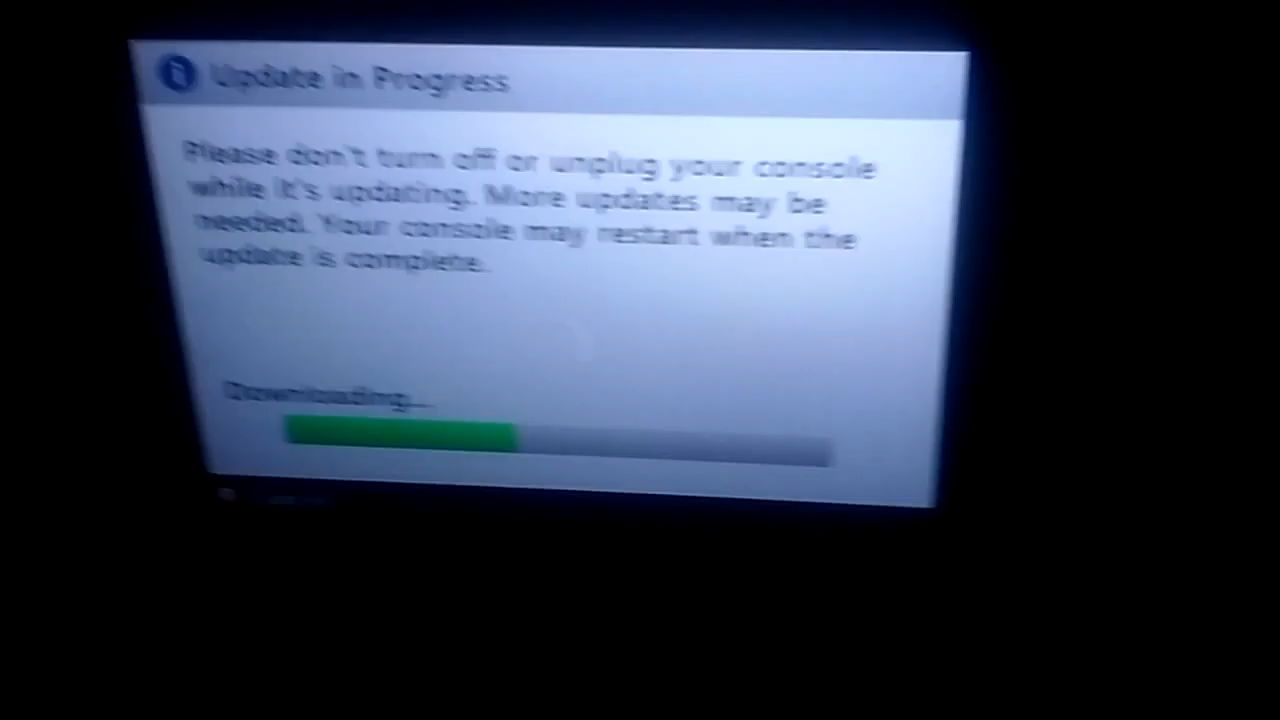 Update in Progress
Please don't turn off or unplug your console
while it's updating. More updates may be
needed. Your console may restart when the
update is complete.
Downloading...